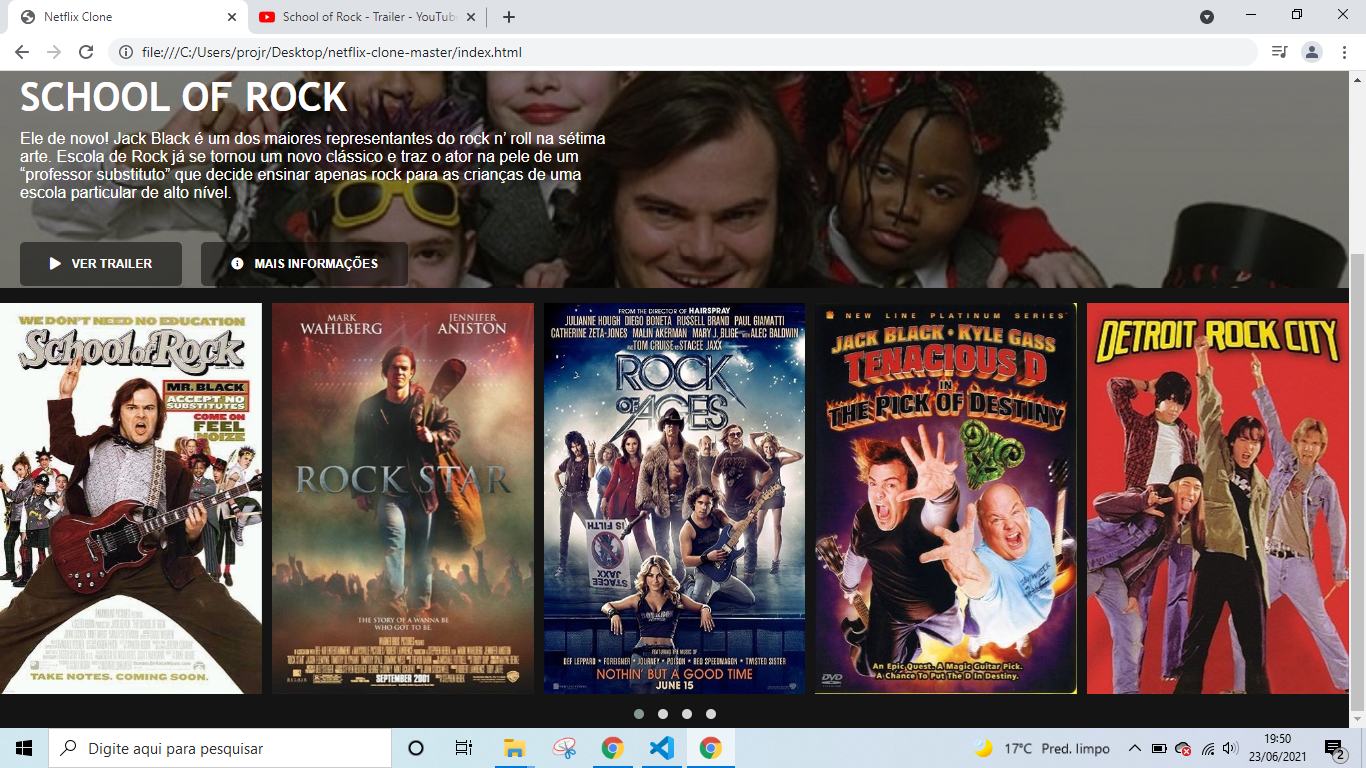 Netflix Clone
School of Rock - Trailer - YouTub
file:///C:/Users/projr/Desktop/netflix-clone-master/index.html
SCHOOL OF ROCK
Ele de novo! Jack Black é um dos maiores representantes do rock n’ roll na sétima
arte. Escola de Rock já se tornou um novo clássico e traz o ator na pele de um
“professor substituto” que decide ensinar apenas rock para as crianças de uma
escola particular de alto nível.
VER TRAILER
MAIS INFORMAÇÕES
WE DON'T NEED NO EDUCATION
School of Rock
MR. BLACK
ACCEPT NO
SUBSTITUTES
COME ON
FEEL
NOIZE
TAKE NOTES. COMING SOON.
MARK
WAHLBERG
JENNIFER
ANISTON
ROCK STAR
THE STORY OF A WANNA BE
WHO GOT TO BE.
SEPTEMBER 2001
FROM THE DIRECTOR OF HAIRSPRAY
JULIANNE HOUGH DIEGO BONETA RUSSELL BRAND PAUL GIAMATTI
CATHERINE ZETA-JONES MALIN AKERMAN MARY J. BLIGE WITH ALEC BALDWIN
AND TOM CRUISE AS STACEE JAXX
ROCK
OF AGES
STACEE
JAXX
IS FILTH
FEATURING THE MUSIC OF
DEF LEPPARD • FOREIGNER • JOURNEY • POISON • REO SPEEDWAGON • TWISTED SISTER
NOTHIN' BUT A GOOD TIME
JUNE 15
NEW LINE PLATINUM SERIES
JACK BLACK • KYLE GASS
TENACIOUS D
IN
THE PICK OF DESTINY
An Epic Quest. A Magic Guitar Pick.
A Chance To Put The D In Destiny.
DVD
DETROIT ROCK CITY
Digite aqui para pesquisar
17°C Pred. limpo
19:50
23/06/2021
2